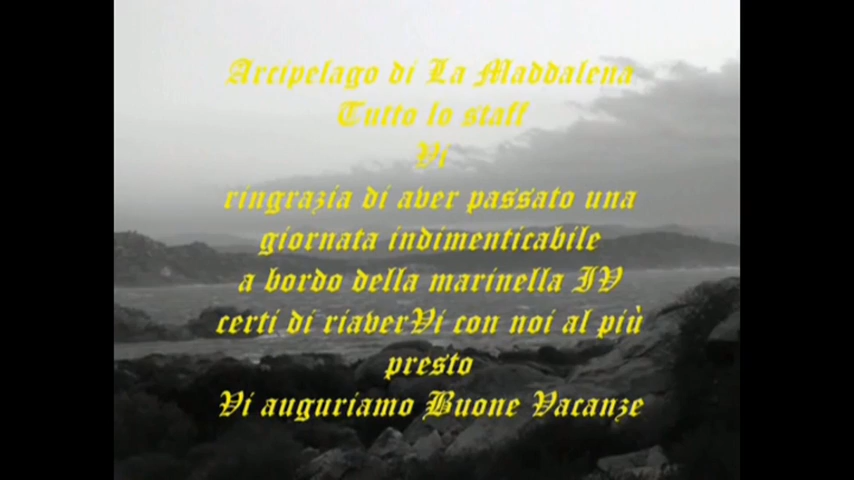 Arcipelago di La Maddalena
Tutto lo staff
Vi
ringrazia di aver passato una
giornata indimenticabile
a bordo della marinella IV
certi di riaverVi con noi al più
presto
Vi auguriamo Buone Vacanze